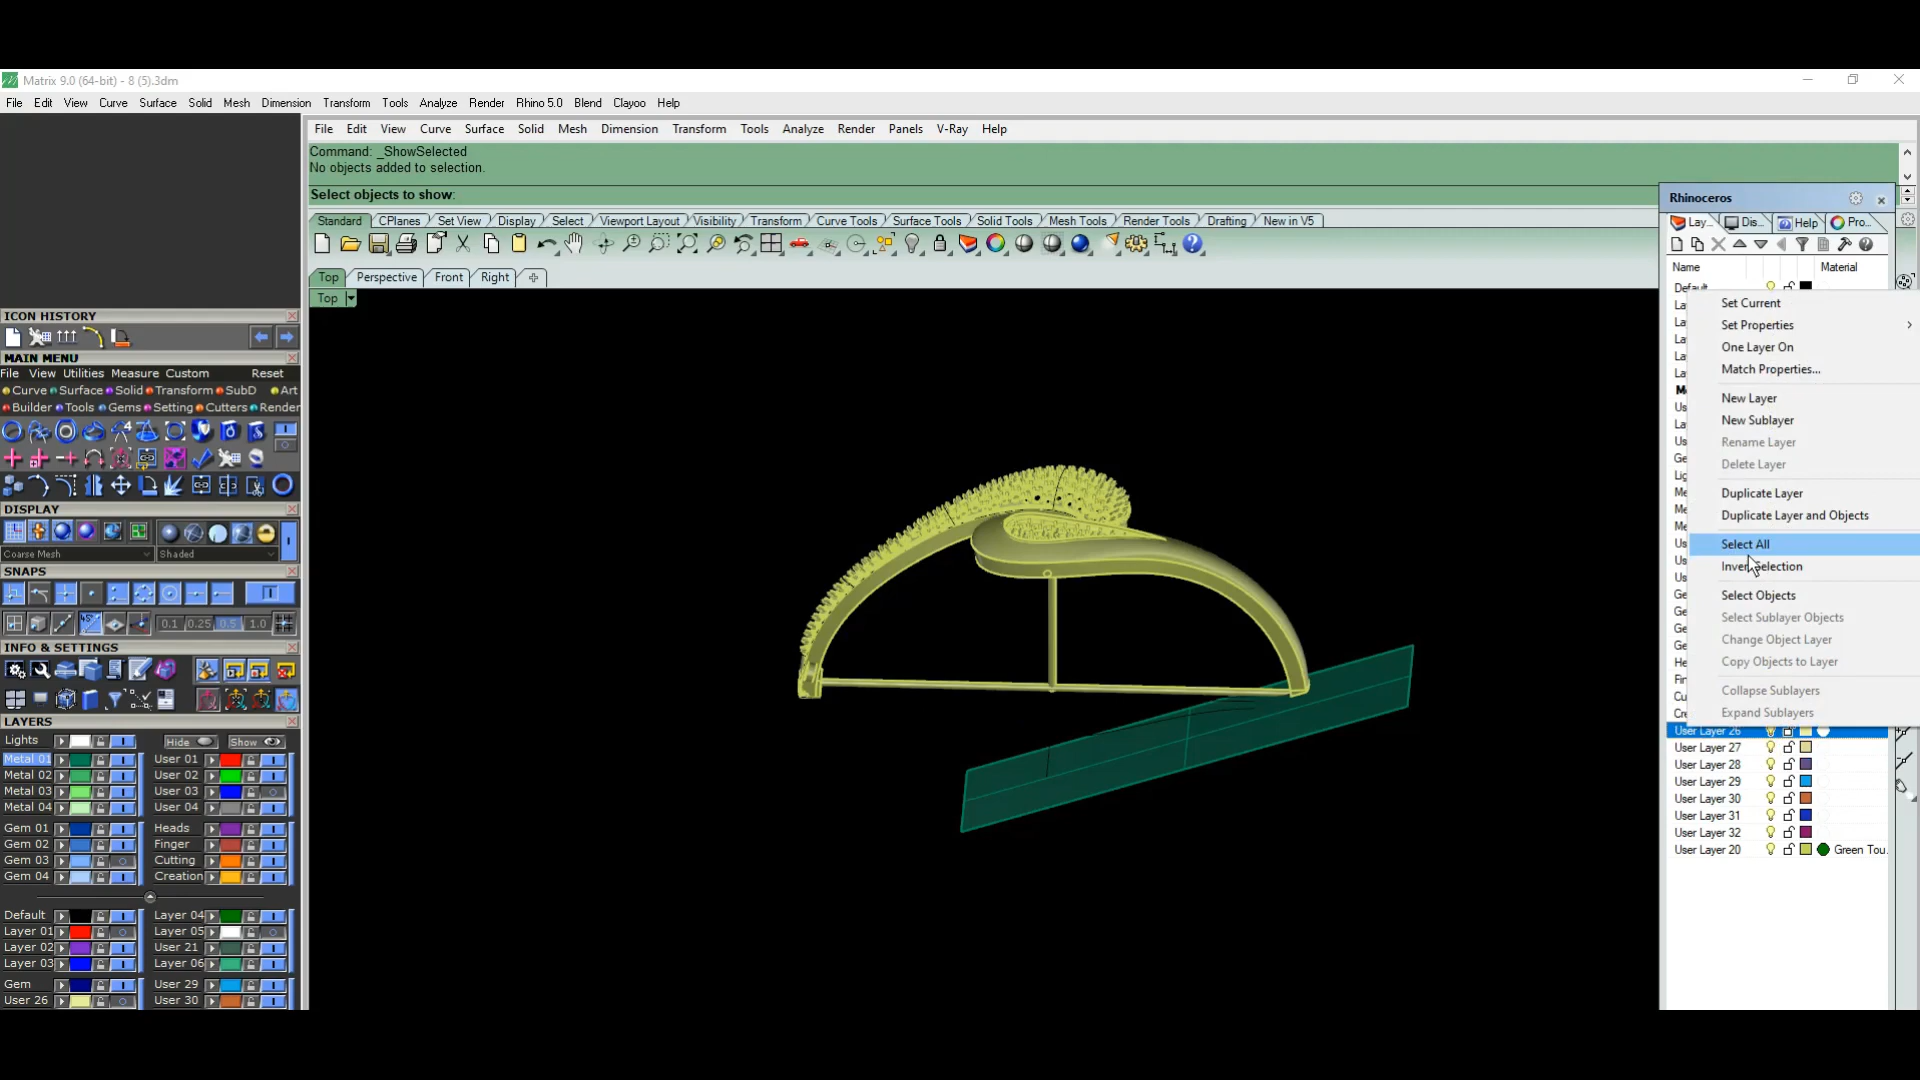 Matrix 9.0 (64-bit) - 8 (5).3dm
File Edit View Curve Surface Solid Mesh Dimension Transform Tools Analyze Render Rhino 5.0 Blend Clayoo Help
File Edit View Curve Surface Solid Mesh Dimension Transform Tools Analyze Render Panels V-Ray Help
Command: _ShowSelected
No objects added to selection.
Select objects to show:
Standard CPlanes Set View Display Select Viewport Layout Visibility Transform Curve Tools Surface Tools Solid Tools Mesh Tools Render Tools Drafting New in V5
Top Perspective Front Right
Top
ICON HISTORY
MAIN MENU
File View Utilities Measure Custom Reset
Curve Surface Solid Transform SubD Art
Builder Tools Gems Setting Cutters Render
DISPLAY
Coarse Mesh Shaded
SNAPS
0.1 0.25 0.5 1.0
INFO & SETTINGS
LAYERS
Lights Hide Show
Metal 01 User 01
Metal 02 User 02
Metal 03 User 03
Metal 04 User 04
Gem 01 Heads
Gem 02 Finger
Gem 03 Cutting
Gem 04 Creation
Default Layer 04
Layer 01 Layer 05
Layer 02 User 21
Layer 03 Layer 06
Gem User 29
User 26 User 30
Rhinoceros
Lay... Dis... Help Pro...
Name Material
Default
Set Current
Set Properties
One Layer On
Match Properties...
New Layer
New Sublayer
Rename Layer
Delete Layer
Duplicate Layer
Duplicate Layer and Objects
Select All
Invert Selection
Select Objects
Select Sublayer Objects
Change Object Layer
Copy Objects to Layer
Collapse Sublayers
Expand Sublayers
User Layer 26
User Layer 27
User Layer 28
User Layer 29
User Layer 30
User Layer 31
User Layer 32
User Layer 20 Green Tou...